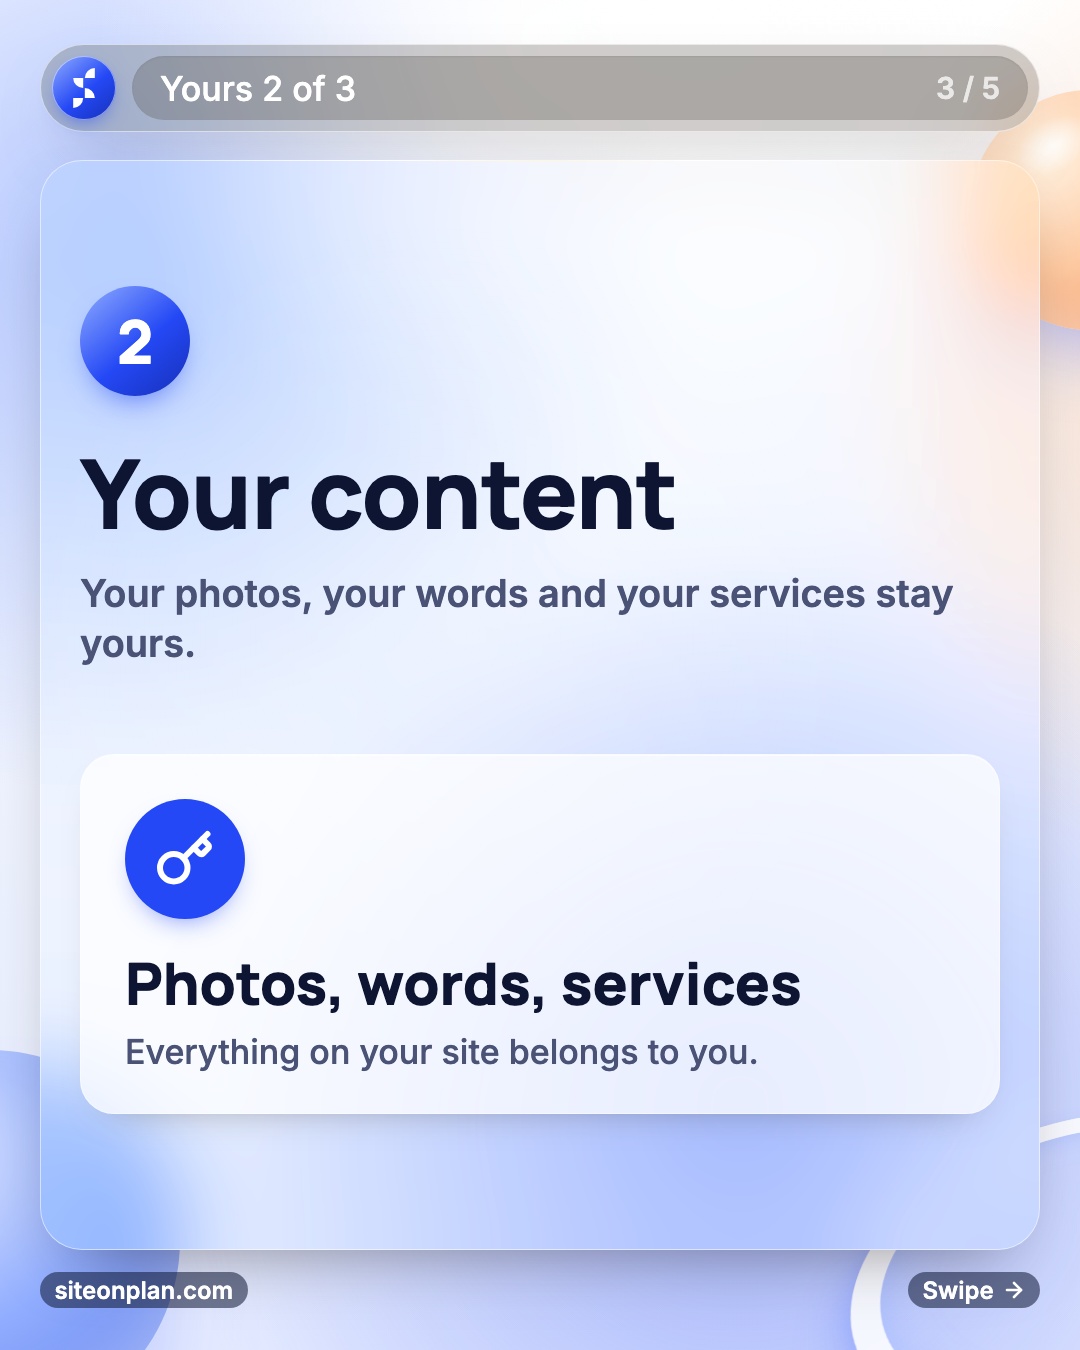 Yours 2 of 3
3 / 5
2
Your content
Your photos, your words and your services stay
yours.
Photos, words, services
Everything on your site belongs to you.
siteonplan.com
Swipe →